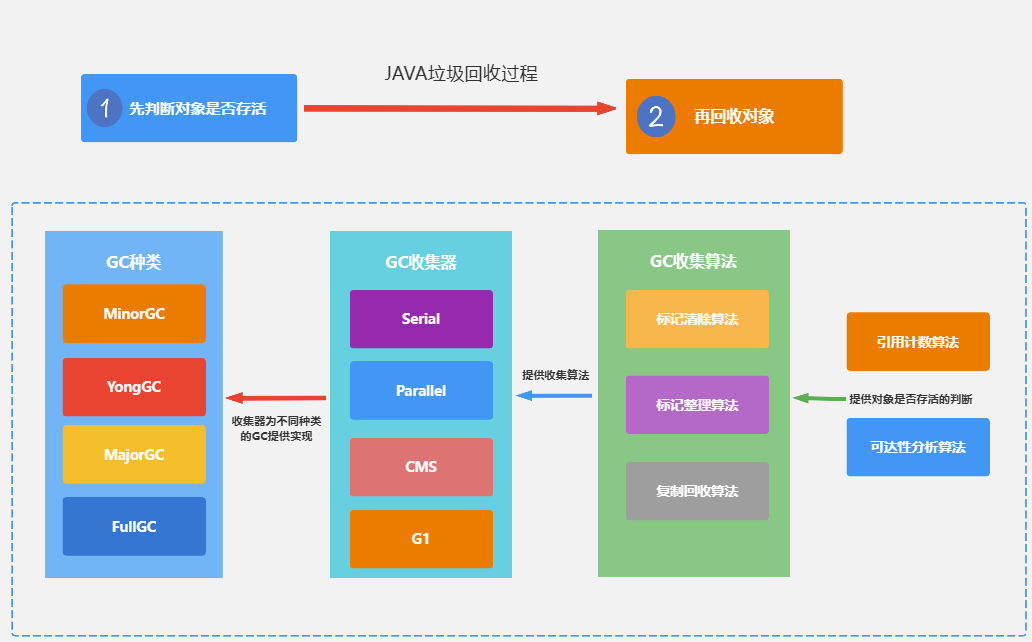 JAVA垃圾回收过程
1
先判断对象是否存活
2
再回收对象
GC种类
MinorGC
YongGC
MajorGC
FullGC
收集器为不同种类
的GC提供实现
GC收集器
Serial
Parallel
CMS
G1
提供收集算法
GC收集算法
标记清除算法
标记整理算法
复制回收算法
引用计数算法
提供对象是否存活的判断
可达性分析算法